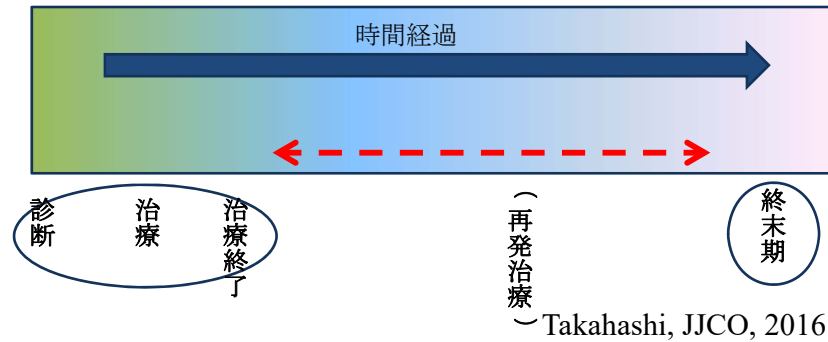 時間経過
診断
治療
治療終了
（再発治療）
終末期
Takahashi, JJCO, 2016